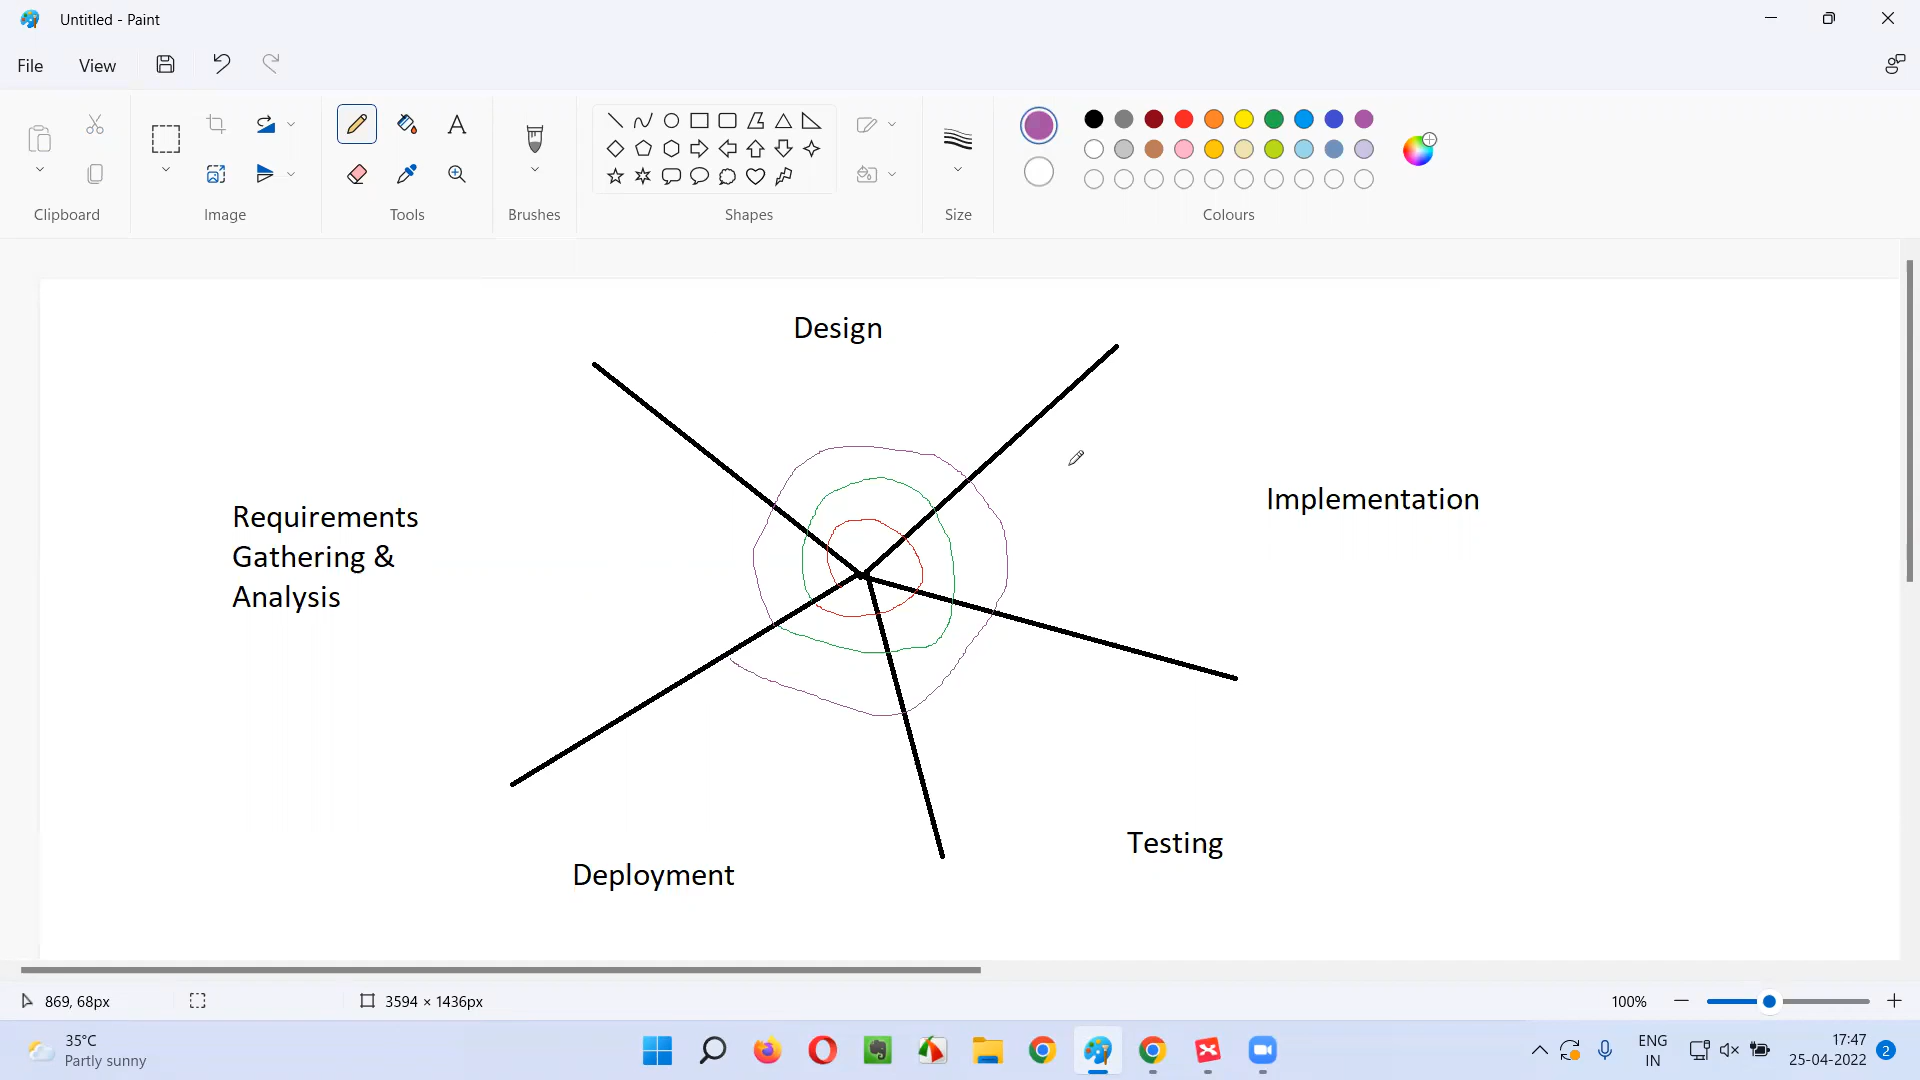 Untitled - Paint
File View
Clipboard
Image
Tools
Brushes
Shapes
Size
Colours
Design
Requirements
Gathering &
Analysis
Implementation
Testing
Deployment
869, 68px
3594 × 1436px
100%
35°C
Partly sunny
ENG
IN
17:47
25-04-2022
2